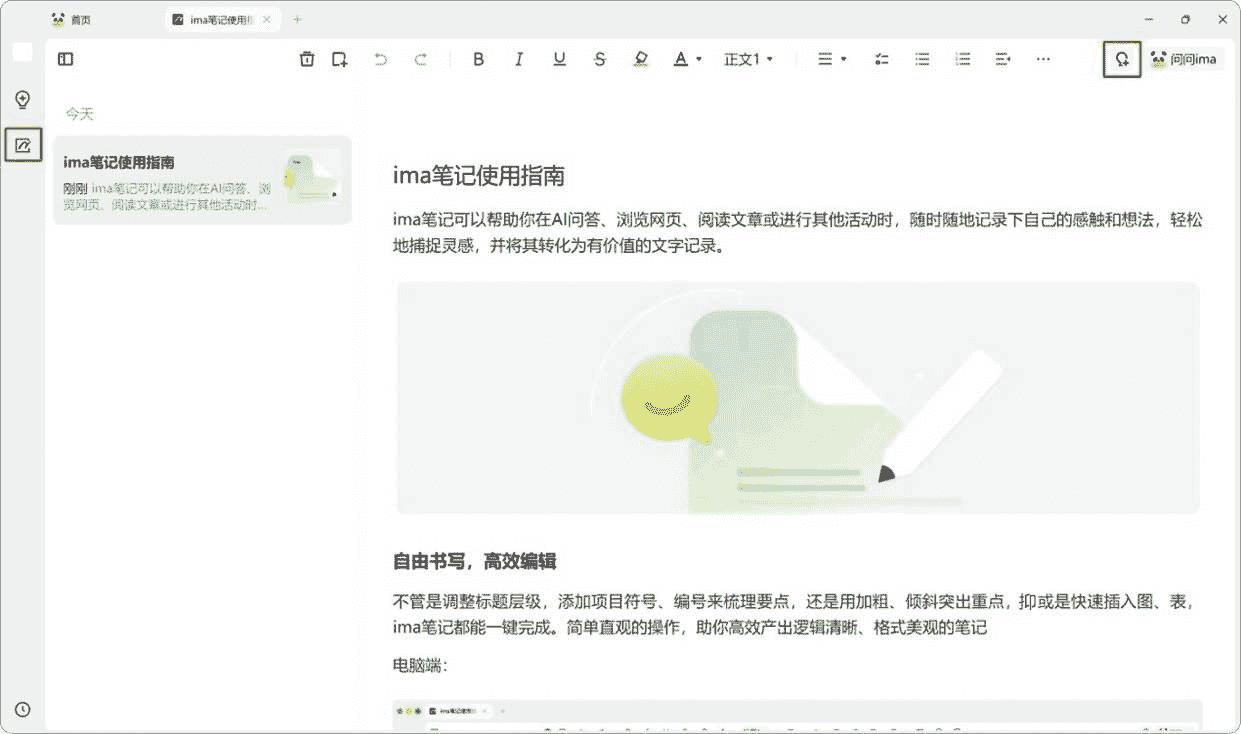 首页
ima笔记使用指
正文1
问问ima
今天
ima笔记使用指南
刚刚 ima笔记可以帮助你在AI问答、浏
览网页、阅读文章或进行其他活动时...
ima笔记使用指南
ima笔记可以帮助你在AI问答、浏览网页、阅读文章或进行其他活动时，随时随地记录下自己的感触和想法，轻松
地捕捉灵感，并将其转化为有价值的文字记录。
自由书写，高效编辑
不管是调整标题层级，添加项目符号、编号来梳理要点，还是用加粗、倾斜突出重点，抑或是快速插入图、表，
ima笔记都能一键完成。简单直观的操作，助你高效产出逻辑清晰、格式美观的笔记
电脑端：